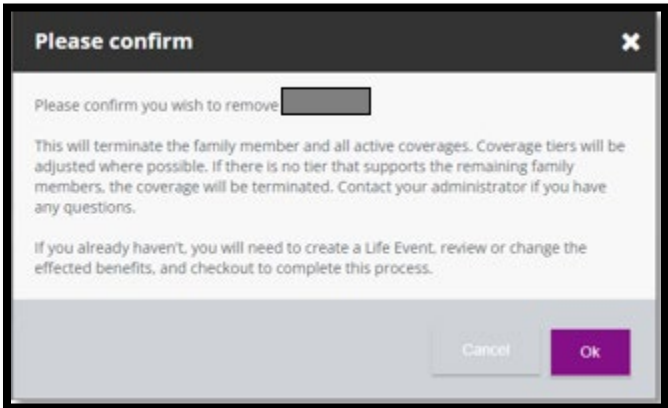 Please confirm
Please confirm you wish to remove
This will terminate the family member and all active coverages. Coverage tiers will be
adjusted where possible. If there is no tier that supports the remaining family
members, the coverage will be terminated. Contact your administrator if you have
any questions.
If you already haven't, you will need to create a Life Event, review or change the
effected benefits, and checkout to complete this process.
Cancel
Ok